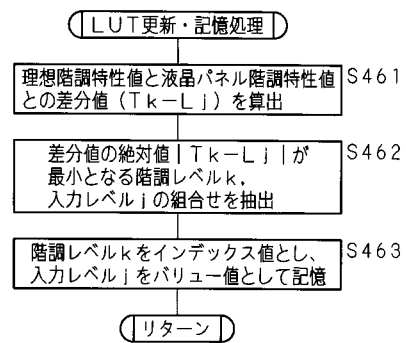 LUT更新・記憶処理
理想階調特性値と液晶パネル階調特性値
との差分値(Tk-Lj)を算出
S461
差分値の絶対値|Tk-Lj|が
最小となる階調レベルk,
入力レベルjの組合せを抽出
S462
階調レベルkをインデックス値とし、
入力レベルjをバリュー値として記憶
S463
リターン